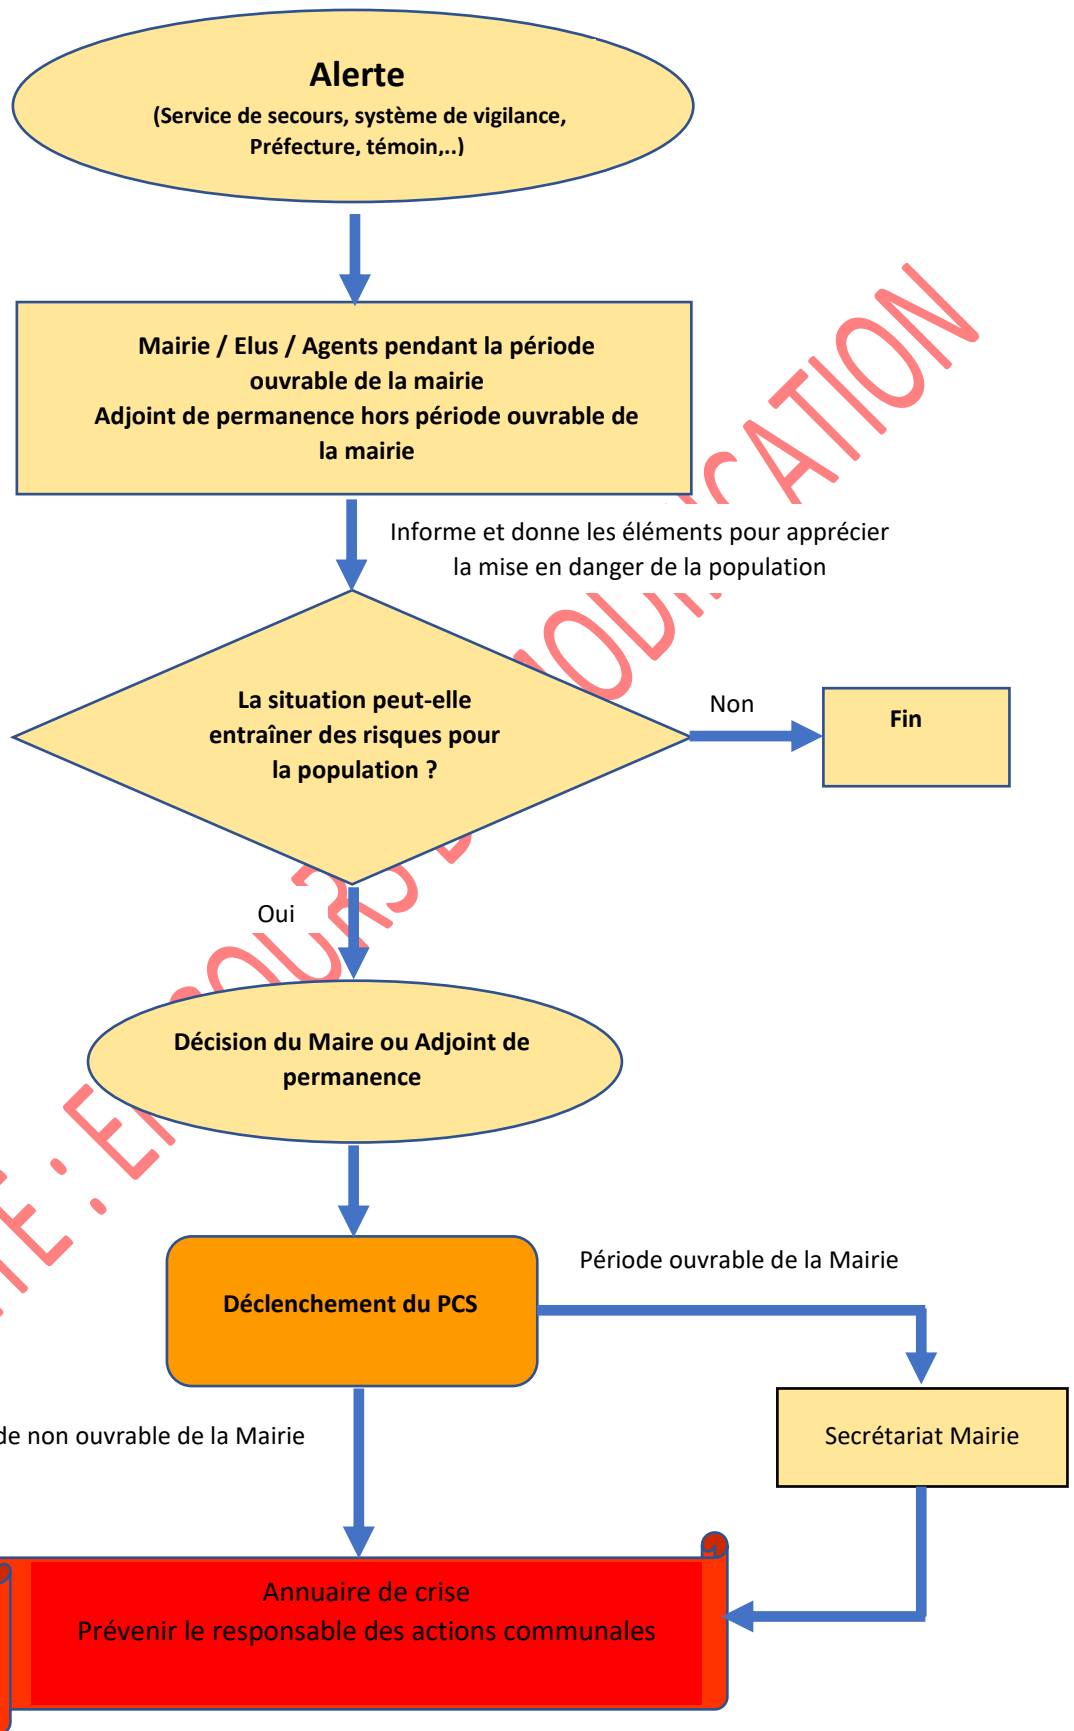 Alerte
(Service de secours, système de vigilance,
Préfecture, témoin,..)
Mairie / Elus / Agents pendant la période
ouvrable de la mairie
Adjoint de permanence hors période ouvrable de
la mairie
Informe et donne les éléments pour apprécier
la mise en danger de la population
La situation peut-elle
entraîner des risques pour
la population ?
Non
Fin
Oui
Décision du Maire ou Adjoint de
permanence
Déclenchement du PCS
Période ouvrable de la Mairie
de non ouvrable de la Mairie
Secrétariat Mairie
Annuaire de crise
Prévenir le responsable des actions communales